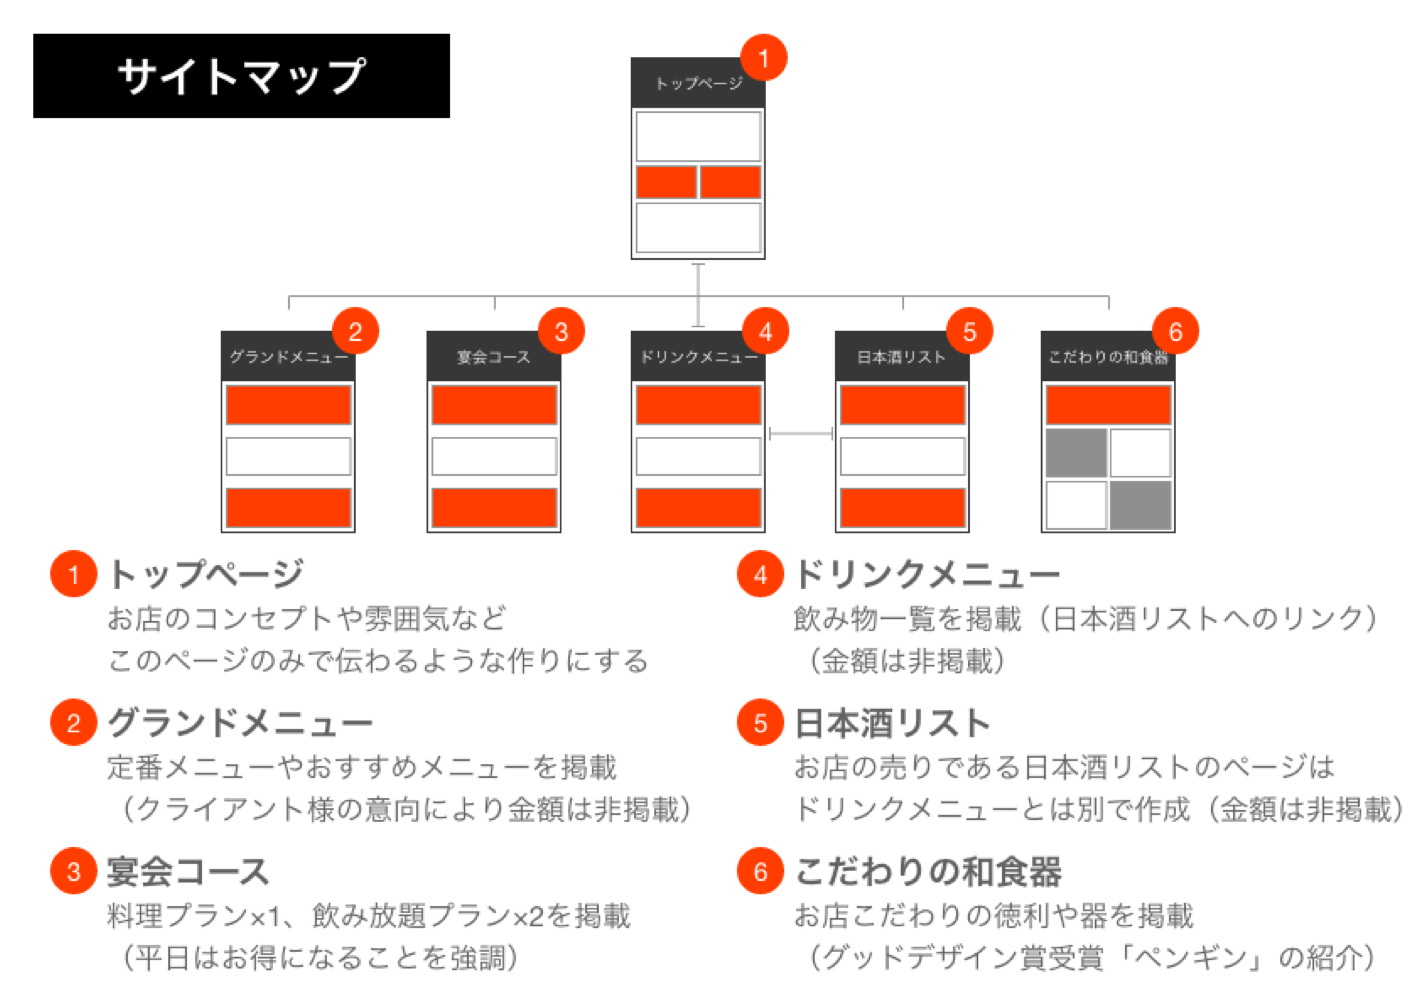 サイトマップ
1
トップページ
2
グランドメニュー
3
宴会コース
4
ドリンクメニュー
5
日本酒リスト
6
こだわりの和食器
1 トップページ
お店のコンセプトや雰囲気など
このページのみで伝わるような作りにする
2 グランドメニュー
定番メニューやおすすめメニューを掲載
（クライアント様の意向により金額は非掲載）
3 宴会コース
料理プラン×1、飲み放題プラン×2を掲載
（平日はお得になることを強調）
4 ドリンクメニュー
飲み物一覧を掲載（日本酒リストへのリンク）
（金額は非掲載）
5 日本酒リスト
お店の売りである日本酒リストのページは
ドリンクメニューとは別で作成（金額は非掲載）
6 こだわりの和食器
お店こだわりの徳利や器を掲載
（グッドデザイン賞受賞「ペンギン」の紹介）